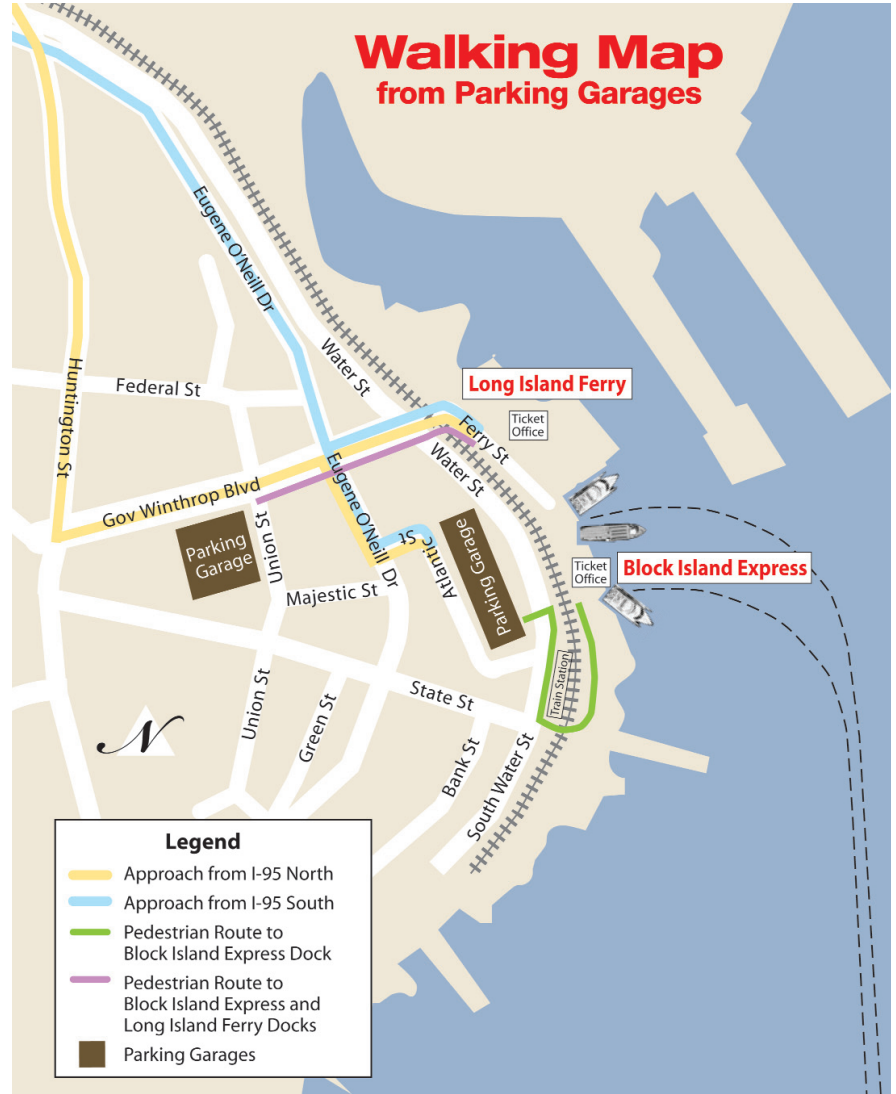 Walking Map
from Parking Garages
Eugene O'Neill Dr
Huntington St
Water St
Federal St
Long Island Ferry
Ticket
Office
Ferry St
Water St
Gov Winthrop Blvd
Eugene O'Neill Dr
Parking
Garage
Union St
Atlantic St
Parking Garage
Ticket
Office
Block Island Express
Majestic St
Train Station
State St
Union St
Green St
Bank St
South Water St
N
Legend
Approach from I-95 North
Approach from I-95 South
Pedestrian Route to
Block Island Express Dock
Pedestrian Route to
Block Island Express and
Long Island Ferry Docks
Parking Garages